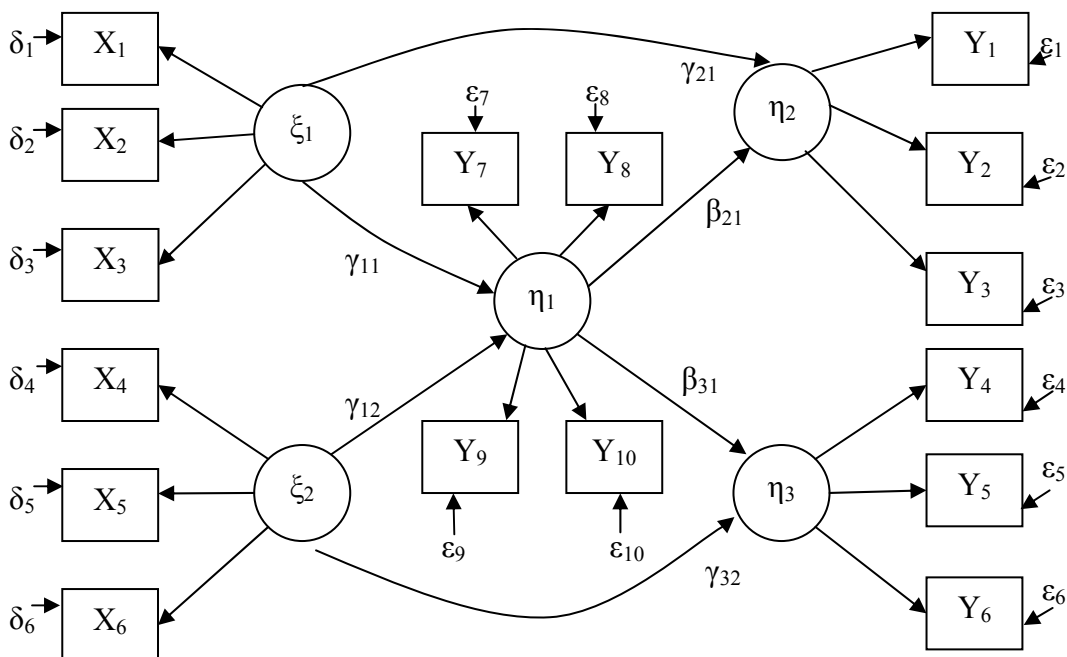 δ1 X1
δ2 X2
δ3 X3
δ4 X4
δ5 X5
δ6 X6
ξ1
ξ2
γ21
γ11
γ12
γ32
ε7 ε8
Y7 Y8
η1
Y9 Y10
ε9 ε10
β21
β31
η2
η3
Y1 ε1
Y2 ε2
Y3 ε3
Y4 ε4
Y5 ε5
Y6 ε6